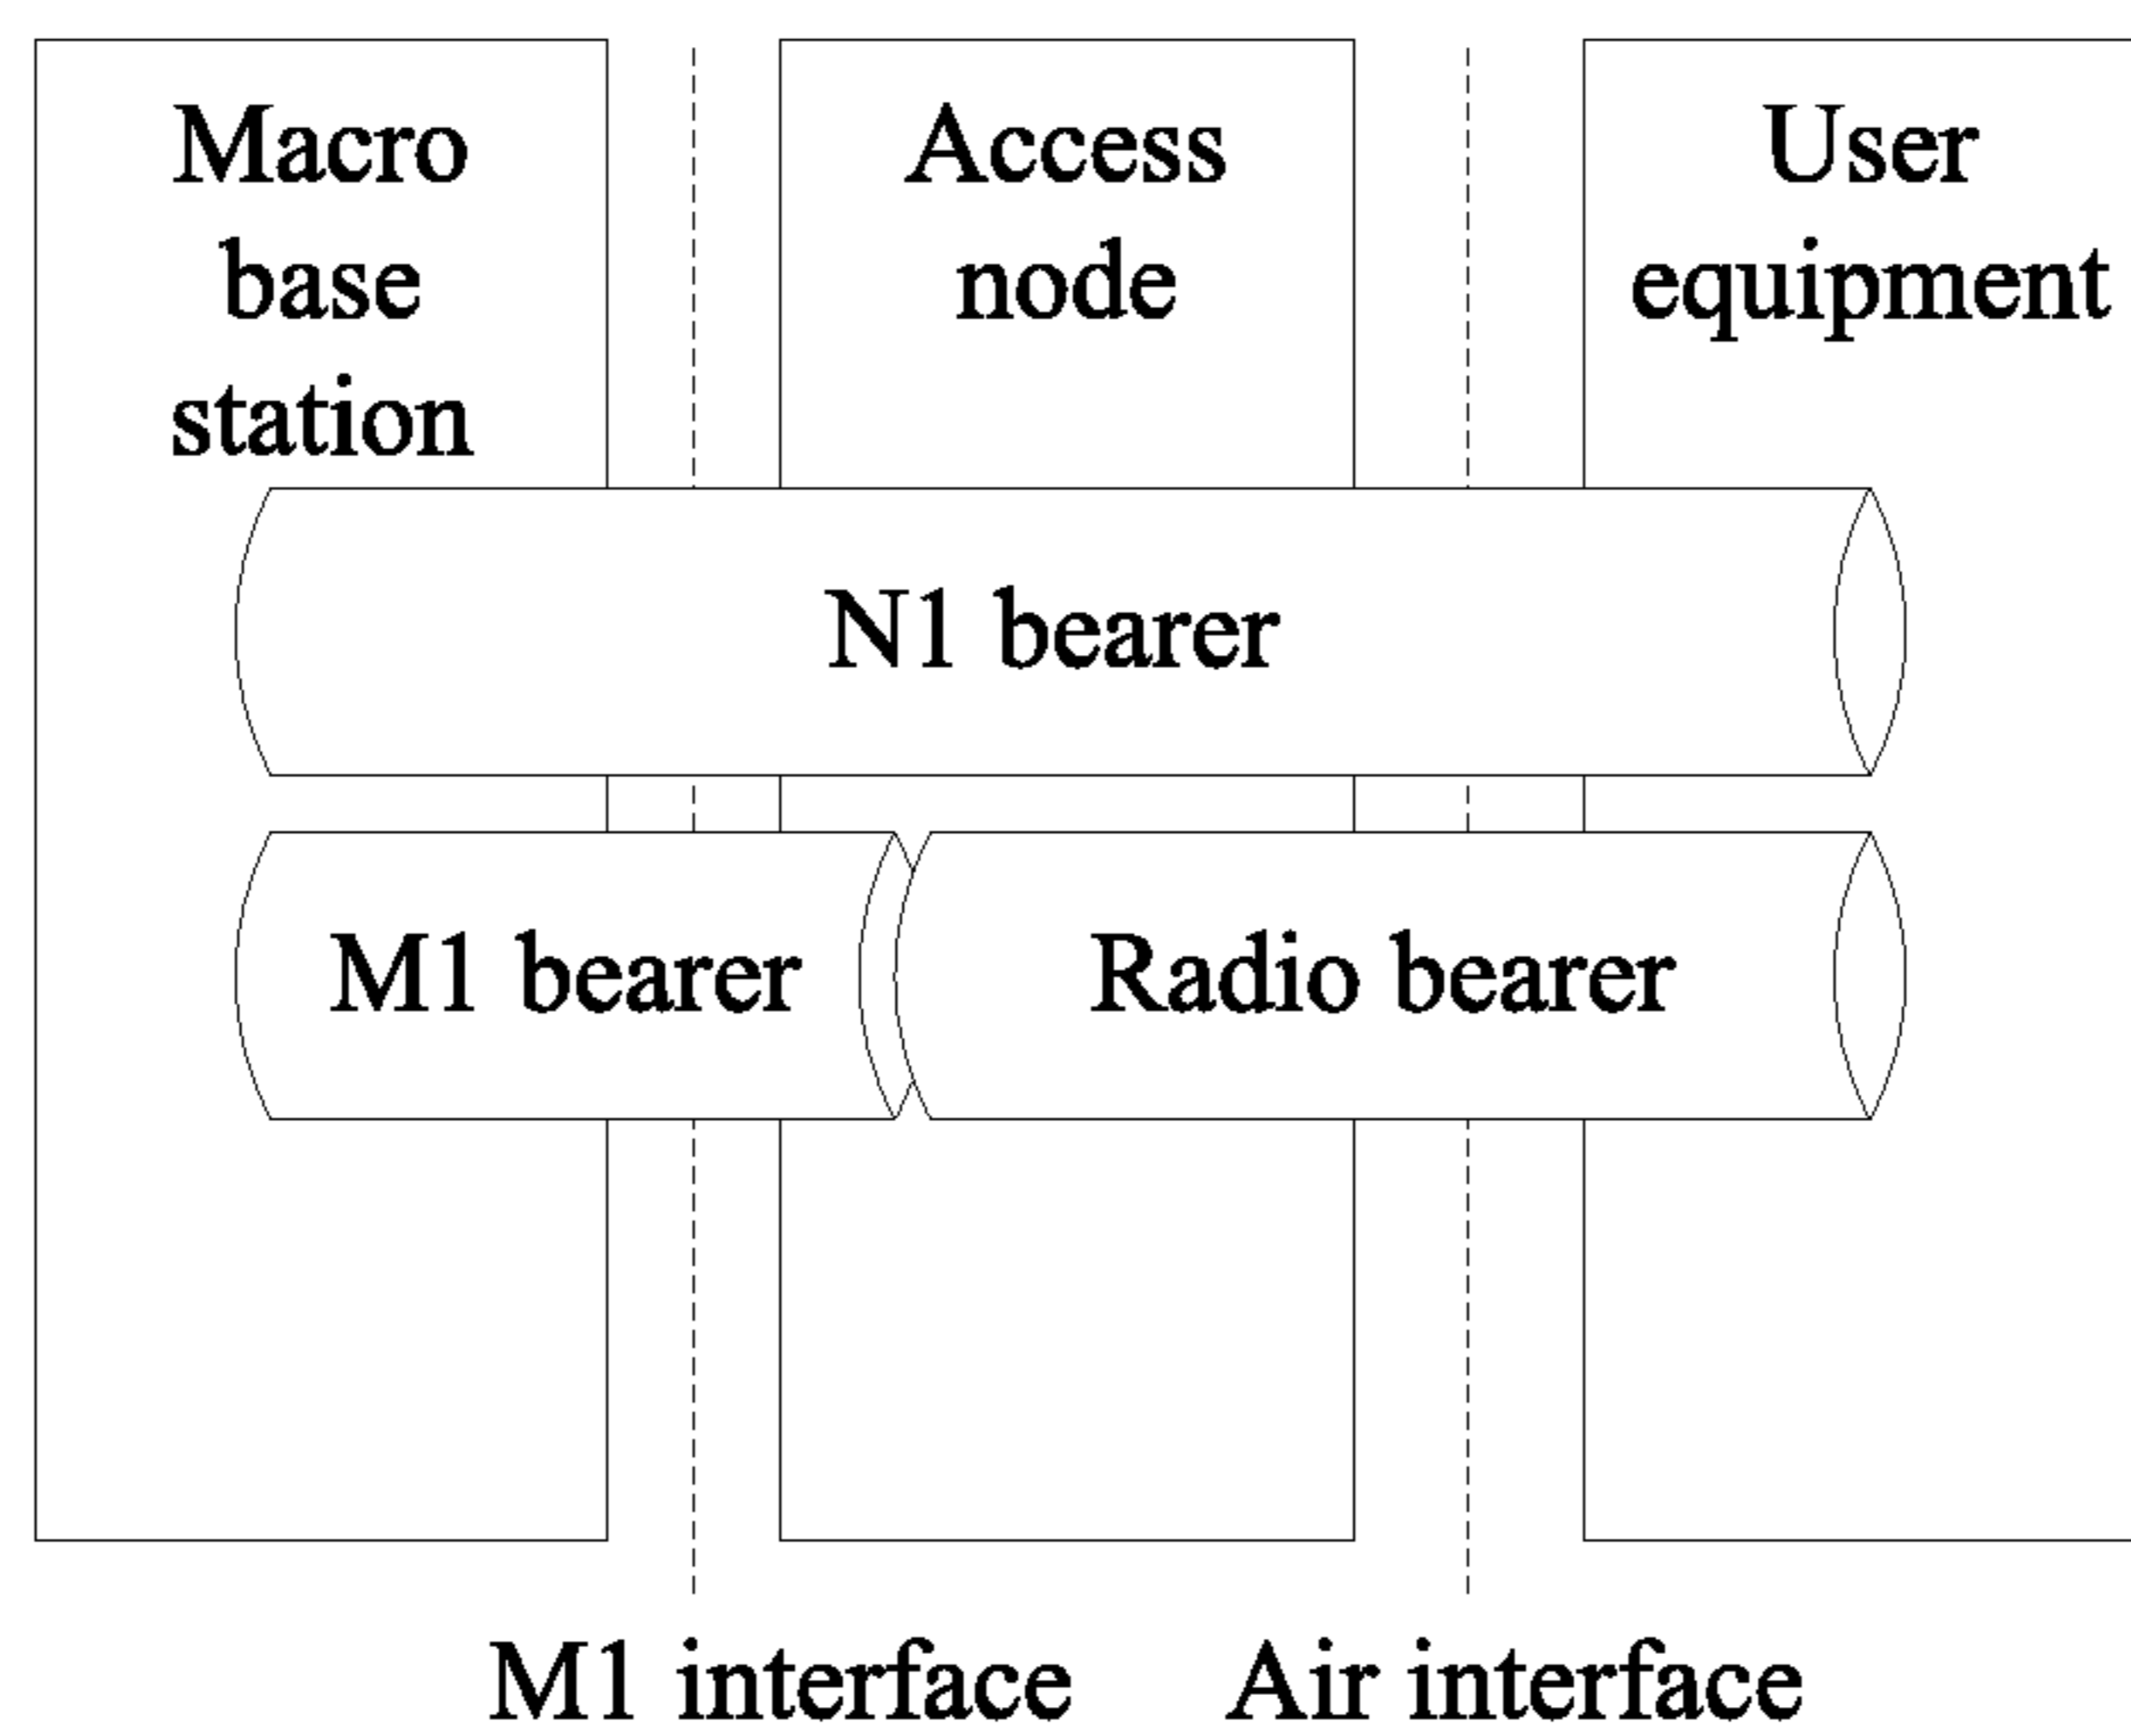 Macro
base
station
Access
node
User
equipment
N1 bearer
M1 bearer
Radio bearer
M1 interface
Air interface